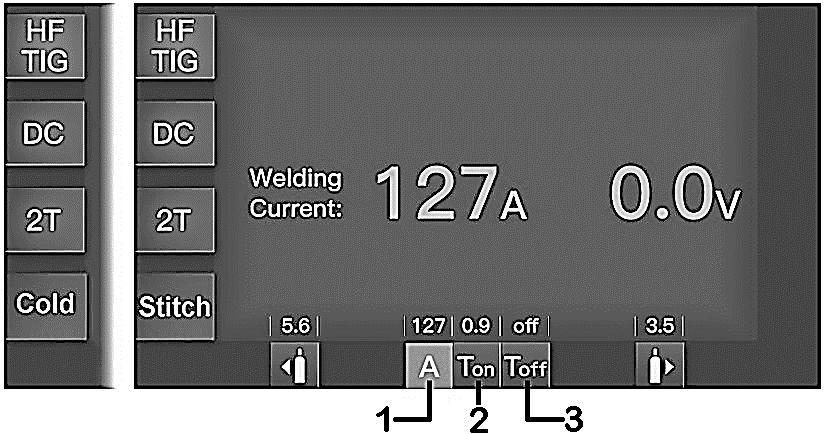 HF
TIG
DC
2T
Cold
HF
TIG
DC
2T
Stitch
Welding
Current:
127A
0.0V
5.6
127
0.9
off
3.5
A
Ton
Toff
1
2
3